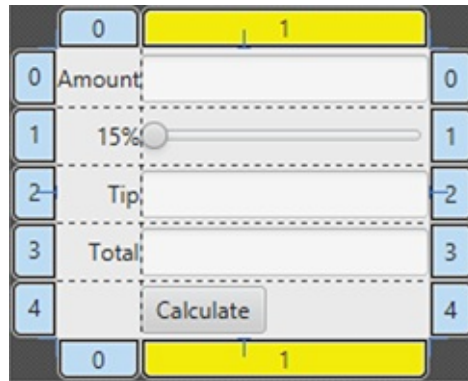 0 1
0 Amount 0
1 15% 1
2 Tip 2
3 Total 3
4 Calculate 4
0 1